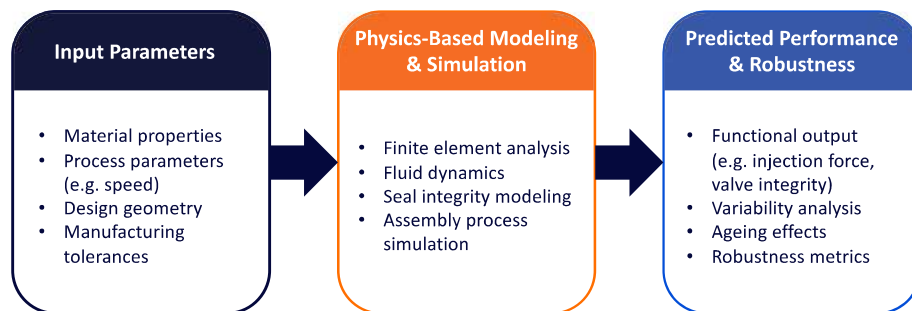 Input Parameters
• Material properties
• Process parameters
(e.g. speed)
• Design geometry
• Manufacturing
tolerances
Physics-Based Modeling
& Simulation
• Finite element analysis
• Fluid dynamics
• Seal integrity modeling
• Assembly process
simulation
Predicted Performance
& Robustness
• Functional output
(e.g. injection force,
valve integrity)
• Variability analysis
• Ageing effects
• Robustness metrics